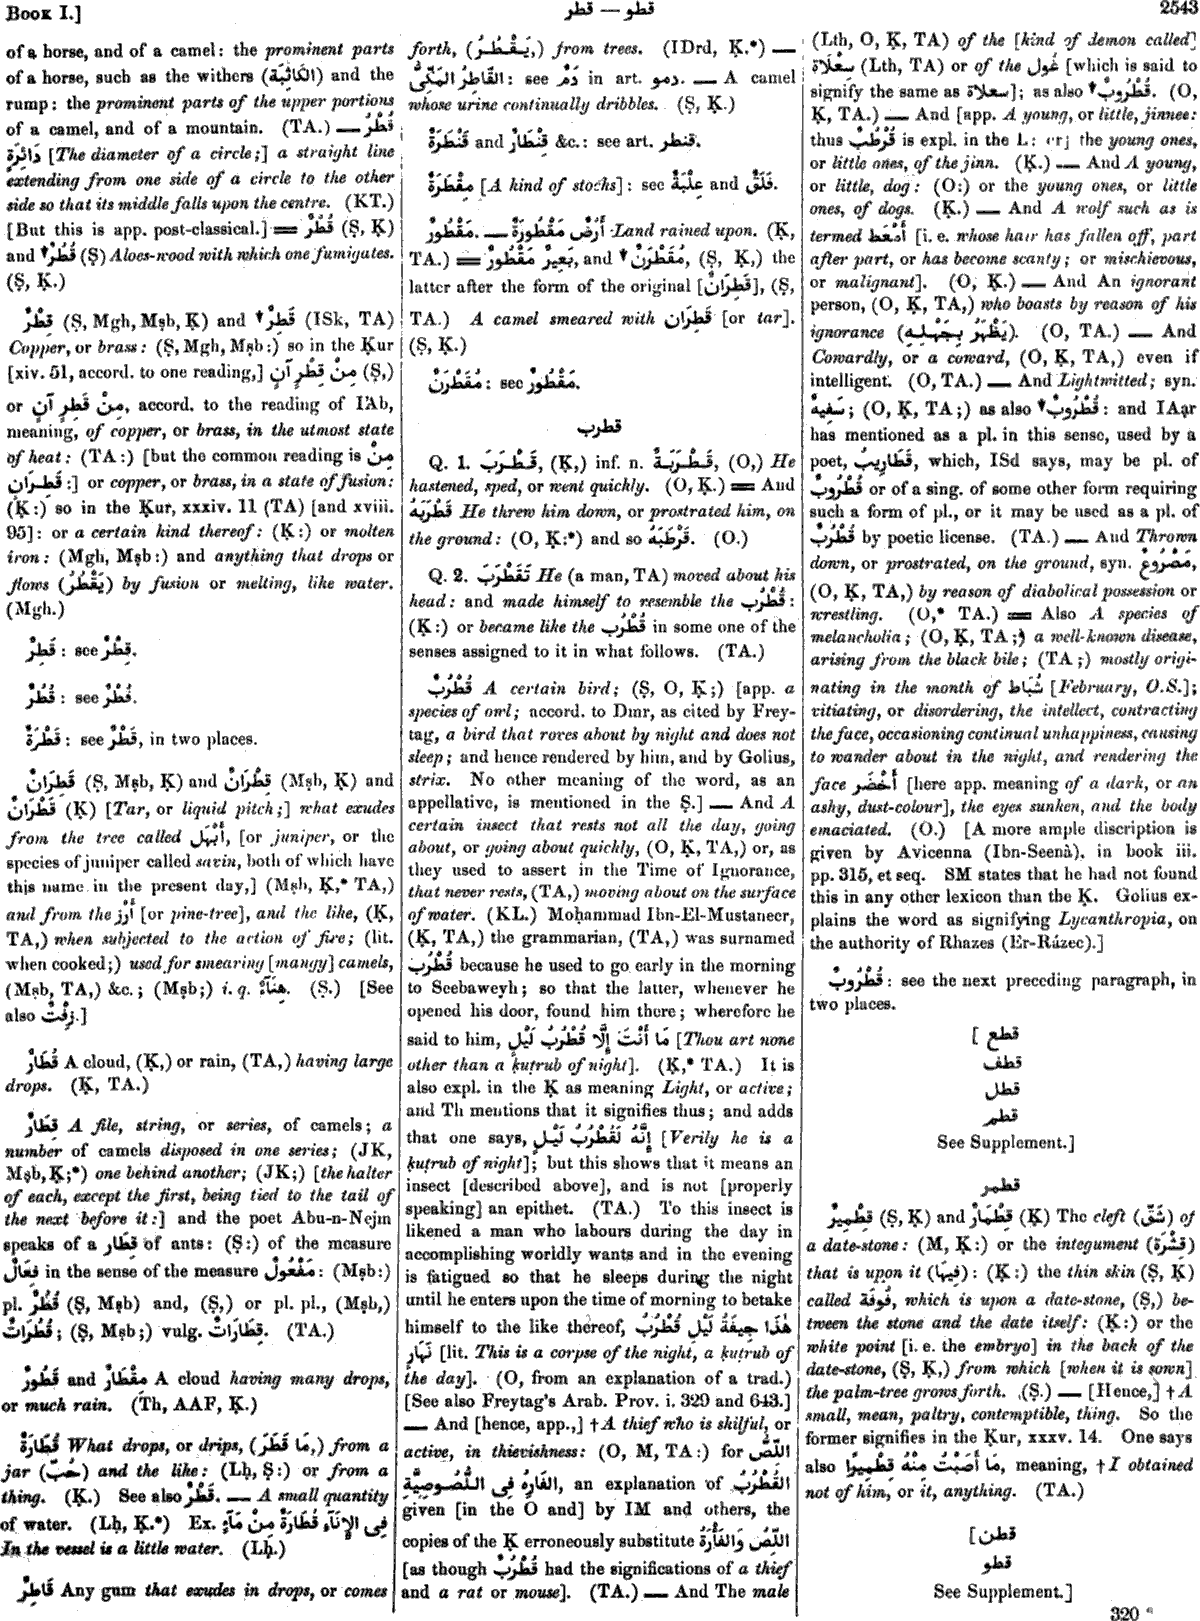 BOOK I.]
قطر — قطو
2543
of a horse, and of a camel: the prominent parts
of a horse, such as the withers (الكَاثِبَة) and the
rump: the prominent parts of the upper portions
of a camel, and of a mountain. (TA.) — قُطْرُ
دَائِرَةٍ [The diameter of a circle;] a straight line
extending from one side of a circle to the other
side so that its middle falls upon the centre. (KT.)
[But this is app. post-classical.] = قُطْرٌ (Ṣ, Ḳ)
and ▾قُطُرٌ (Ṣ) Aloes-wood with which one fumigates.
(Ṣ, Ḳ.)
قِطْرٌ (Ṣ, Mgh, Mṣb, Ḳ) and ▾قَطِرٌ (ISk, TA)
Copper, or brass: (Ṣ, Mgh, Mṣb:) so in the Ḳur
[xiv. 51, accord. to one reading,] مِنْ قِطْرٍ آنٍ (Ṣ,)
or مِنْ قَطِرٍ آنٍ, accord. to the reading of I'Ab,
meaning, of copper, or brass, in the utmost state
of heat: (TA:) [but the common reading is مِنْ
قَطِرَانٍ:] or copper, or brass, in a state of fusion:
(Ḳ:) so in the Ḳur, xxxiv. 11 (TA) [and xviii.
95]: or a certain kind thereof: (Ḳ:) or molten
iron: (Mgh, Mṣb:) and anything that drops or
flows (يَقْطُرُ) by fusion or melting, like water.
(Mgh.)
قَطِرٌ: see قِطْرٌ.
قُطُرٌ: see قُطْرٌ.
قَطْرَةٌ: see قَطْرٌ, in two places.
قَطِرَانٌ (Ṣ, Mṣb, Ḳ) and قِطْرَانٌ (Mṣb, Ḳ) and
قَطْرَانٌ (Ḳ) [Tar, or liquid pitch;] what exudes
from the tree called أَبْهَل, [or juniper, or the
species of juniper called savin, both of which have
this name in the present day,] (Mṣb, Ḳ,* TA,)
and from the أَرْز [or pine-tree], and the like, (Ḳ,
TA,) when subjected to the action of fire; (lit.
when cooked;) used for smearing [mangy] camels,
(Mṣb, TA,) &c.; (Mṣb;) i. q. هِنَآءٌ. (Ṣ.) [See
also زِفْتٌ.]
قُطَارٌ A cloud, (Ḳ,) or rain, (TA,) having large
drops. (Ḳ, TA.)
قِطَارٌ A file, string, or series, of camels; a
number of camels disposed in one series; (JK,
Mṣb, Ḳ;*) one behind another; (JK;) [the halter
of each, except the first, being tied to the tail of
the next before it:] and the poet Abu-n-Nejm
speaks of a قِطَار of ants: (Ṣ:) of the measure
فِعَالٌ in the sense of the measure مَفْعُولٌ: (Mṣb:)
pl. قُطُرٌ (Ṣ, Mṣb) and, (Ṣ,) or pl. pl., (Mṣb,)
قُطُرَاتٌ; (Ṣ, Mṣb;) vulg. قِطَارَاتٌ. (TA.)
قَطُورٌ and مِقْطَارٌ A cloud having many drops,
or much rain. (Th, AAF, Ḳ.)
قُطَارَةٌ What drops, or drips, (مَا قَطَرَ,) from a
jar (حُبّ) and the like: (Lḥ, Ṣ:) or from a
thing. (Ḳ.) See also قَطْرٌ. — A small quantity
of water. (Lḥ, Ḳ.*) Ex. فِى الإِنَآءِ قُطَارَةٌ مِنْ مَآءٍ
In the vessel is a little water. (Lḥ.)
قَاطِرٌ Any gum that exudes in drops, or comes
forth, (يَقْطُرُ,) from trees. (IDrd, Ḳ.*) —
القَاطِرُ المَكِّىُّ: see دَمٌ in art. دمو. — A camel
whose urine continually dribbles. (Ṣ, Ḳ.)
قِنْطَارٌ and قَنْطَرَةٌ &c.: see art. قنطر.
مِقْطَرَةٌ [A kind of stocks]: see عِلْبَةٌ and فَلَقٌ.
مَقْطُورٌ. — أَرْضٌ مَقْطُورَةٌ Land rained upon. (Ḳ,
TA.) = بَعِيرٌ مَقْطُورٌ, and ▾مُقَطْرَنٌ, (Ṣ, Ḳ,) the
latter after the form of the original [قَطِرَانٌ], (Ṣ,
TA.) A camel smeared with قَطِرَان [or tar].
(Ṣ, Ḳ.)
مُقَطْرَنٌ: see مَقْطُورٌ.
قطرب
Q. 1. قَطْرَبَ, (Ḳ,) inf. n. قَطْرَبَةٌ, (O,) He
hastened, sped, or went quickly. (O, Ḳ.) = And
قَطْرَبَهُ He threw him down, or prostrated him, on
the ground: (O, Ḳ:*) and so قَرْطَبَهُ. (O.)
Q. 2. تَقَطْرَبَ He (a man, TA) moved about his
head: and made himself to resemble the قُطْرُب:
(Ḳ:) or became like the قُطْرُب in some one of the
senses assigned to it in what follows. (TA.)
قُطْرُبٌ A certain bird; (Ṣ, O, Ḳ;) [app. a
species of owl; accord. to Dmr, as cited by Frey-
tag, a bird that roves about by night and does not
sleep; and hence rendered by him, and by Golius,
strix. No other meaning of the word, as an
appellative, is mentioned in the Ṣ.] — And A
certain insect that rests not all the day, going
about, or going about quickly, (O, Ḳ, TA,) or, as
they used to assert in the Time of Ignorance,
that never rests, (TA,) moving about on the surface
of water. (KL.) Moḥammad Ibn-El-Mustaneer,
(Ḳ, TA,) the grammarian, (TA,) was surnamed
قُطْرُب because he used to go early in the morning
to Seebaweyh; so that the latter, whenever he
opened his door, found him there; wherefore he
said to him, مَا أَنْتَ إِلَّا قُطْرُبُ لَيْلٍ [Thou art none
other than a ḳuṭrub of night]. (Ḳ,* TA.) It is
also expl. in the Ḳ as meaning Light, or active;
and Th mentions that it signifies thus; and adds
that one says, إِنَّهُ لَقُطْرُبُ لَيْلٍ [Verily he is a
ḳuṭrub of night]; but this shows that it means an
insect [described above], and is not [properly
speaking] an epithet. (TA.) To this insect is
likened a man who labours during the day in
accomplishing worldly wants and in the evening
is fatigued so that he sleeps during the night
until he enters upon the time of morning to betake
himself to the like thereof, هٰذَا جِيفَةُ لَيْلٍ قُطْرُبُ
نَهَارٍ [lit. This is a corpse of the night, a ḳuṭrub of
the day]. (O, from an explanation of a trad.)
[See also Freytag's Arab. Prov. i. 329 and 643.]
— And [hence, app.,] † A thief who is skilful, or
active, in thievishness: (O, M, TA:) for اللِّصُّ
الفَارِهُ فِى اللُّصُوصِيَّةِ, an explanation of القُطْرُبُ
given [in the O and] by IM and others, the
copies of the Ḳ erroneously substitute اللِّصُّ وَالفَأْرَةُ
[as though قُطْرُبٌ had the significations of a thief
and a rat or mouse]. (TA.) — And The male
(Lth, O, Ḳ, TA) of the [kind of demon called]
سِعْلَاة (Lth, TA) or of the غُول [which is said to
signify the same as سعلاة]; as also ▾قُطْرُوبٌ. (O,
Ḳ, TA.) — And [app. A young, or little, jinnee:
thus قُرْطُبٌ is expl. in the L: or] the young ones,
or little ones, of the jinn. (Ḳ.) — And A young,
or little, dog: (O:) or the young ones, or little
ones, of dogs. (Ḳ.) — And A wolf such as is
termed أَمْعَط [i. e. whose hair has fallen off, part
after part, or has become scanty; or mischievous,
or malignant]. (O, Ḳ.) — And An ignorant
person, (O, Ḳ, TA,) who boasts by reason of his
ignorance (يَظْهَرُ بِجَهْلِهِ). (O, TA.) — And
Cowardly, or a coward, (O, Ḳ, TA,) even if
intelligent. (O, TA.) — And Lightwitted; syn.
سَفِيهٌ; (O, Ḳ, TA;) as also ▾قُطْرُوبٌ: and IAạr
has mentioned as a pl. in this sense, used by a
poet, قَطَارِيبُ, which, ISd says, may be pl. of
قُطْرُوبٌ or of a sing. of some other form requiring
such a form of pl., or it may be used as a pl. of
قُطْرُبٌ by poetic license. (TA.) — And Thrown
down, or prostrated, on the ground, syn. مَصْرُوعٌ,
(O, Ḳ, TA,) by reason of diabolical possession or
wrestling. (O,* TA.) = Also A species of
melancholia; (O, Ḳ, TA;) a well-known disease,
arising from the black bile; (TA;) mostly origi-
nating in the month of شُبَاط [February, O.S.];
vitiating, or disordering, the intellect, contracting
the face, occasioning continual unhappiness, causing
to wander about in the night, and rendering the
face أَخْضَر [here app. meaning of a dark, or an
ashy, dust-colour], the eyes sunken, and the body
emaciated. (O.) [A more ample discription is
given by Avicenna (Ibn-Seenà), in book iii.
pp. 315, et seq. SM states that he had not found
this in any other lexicon than the Ḳ. Golius ex-
plains the word as signifying Lycanthropia, on
the authority of Rhazes (Er-Rázee).]
قُطْرُوبٌ: see the next preceding paragraph, in
two places.
[ قطع
قطف
قطل
قطم
See Supplement.]
قطمر
قِطْمِيرٌ (Ṣ, Ḳ) and قِطْمَارٌ (Ḳ) The cleft (شَقّ) of
a date-stone: (M, Ḳ:) or the integument (قِشْرَة)
that is upon it (فِيهَا): (Ḳ:) the thin skin (Ṣ, Ḳ)
called فُوفَة, which is upon a date-stone, (Ṣ,) be-
tween the stone and the date itself: (Ḳ:) or the
white point [i. e. the embryo] in the back of the
date-stone, (Ṣ, Ḳ,) from which [when it is sown]
the palm-tree grows forth. (Ṣ.) — [Hence,] † A
small, mean, paltry, contemptible, thing. So the
former signifies in the Ḳur, xxxv. 14. One says
also مَا أَصَبْتُ مِنْهُ قِطْمِيرًا, meaning, † I obtained
not of him, or it, anything. (TA.)
[قطن
قطو
See Supplement.]
320 *